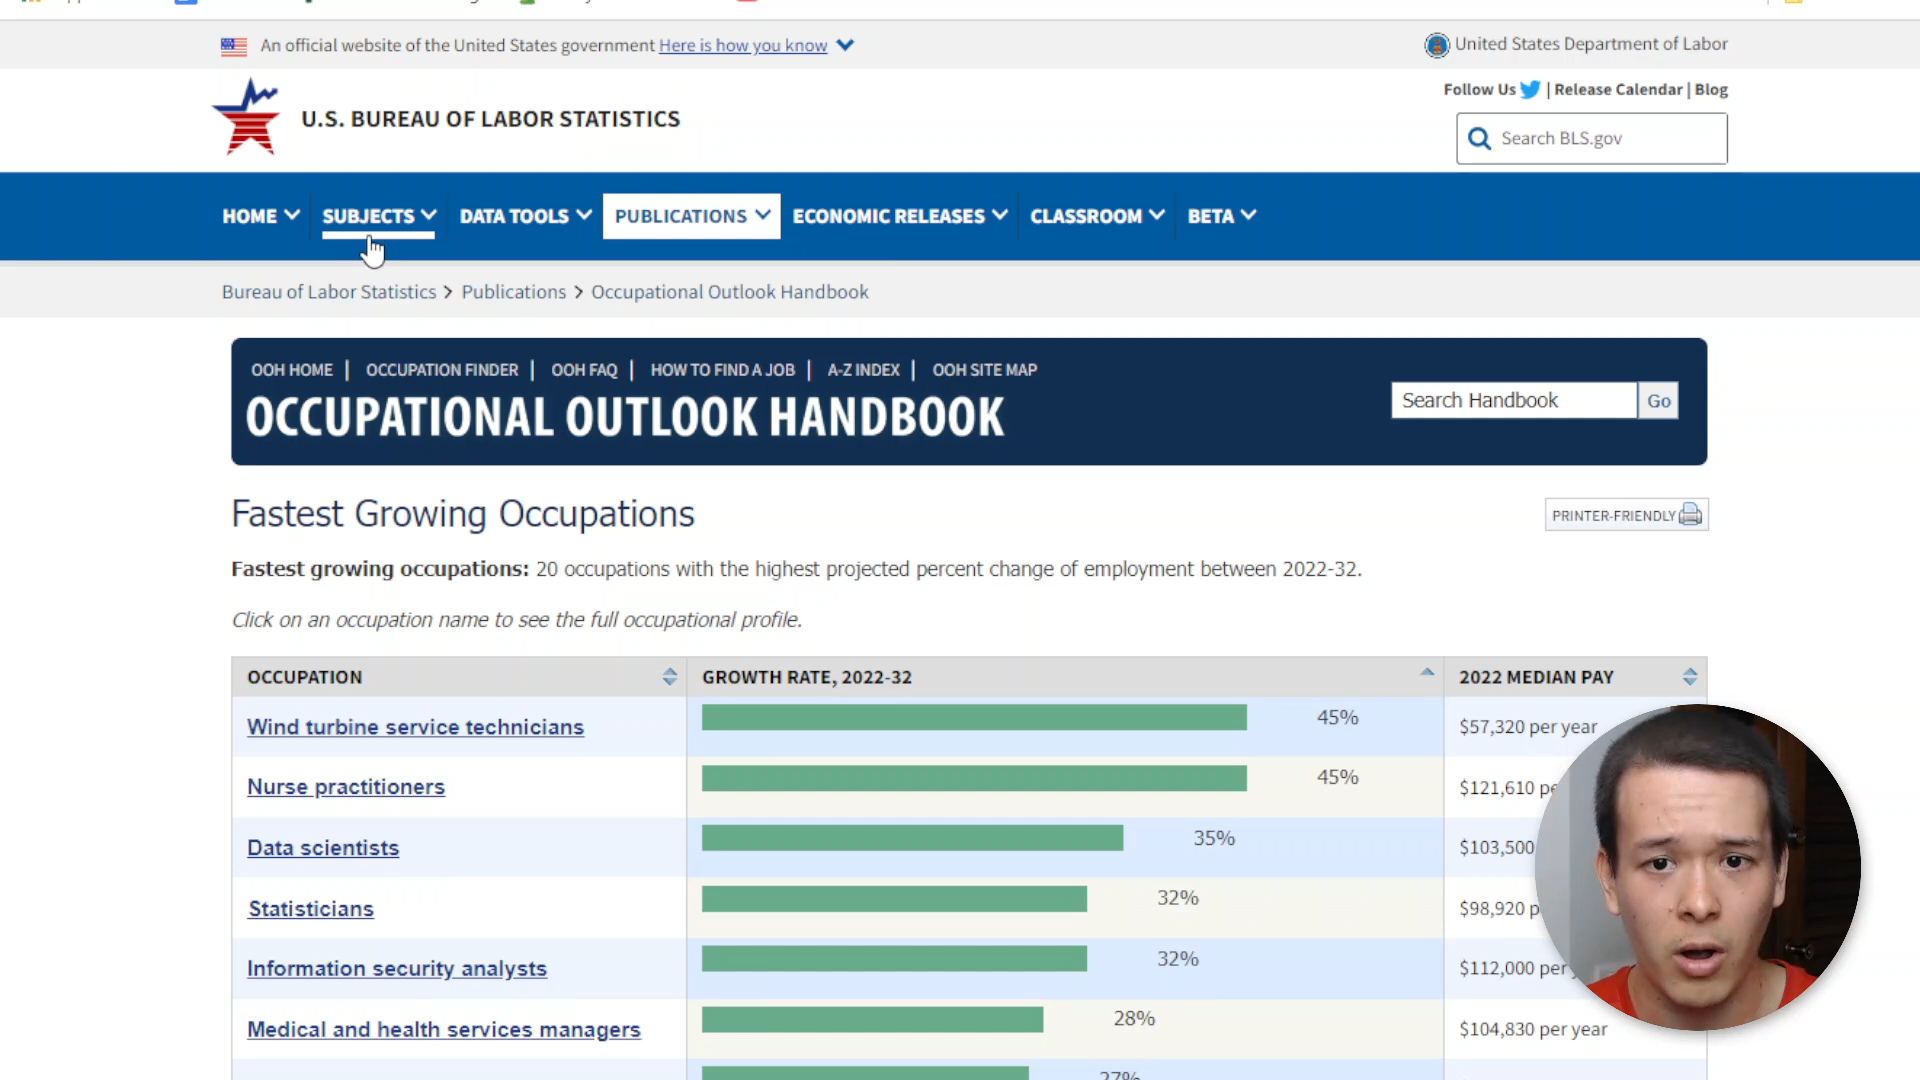 An official website of the United States government Here is how you know
United States Department of Labor
U.S. BUREAU OF LABOR STATISTICS
Follow Us | Release Calendar | Blog
Search BLS.gov
HOME SUBJECTS DATA TOOLS PUBLICATIONS ECONOMIC RELEASES CLASSROOM BETA
Bureau of Labor Statistics > Publications > Occupational Outlook Handbook
OOH HOME | OCCUPATION FINDER | OOH FAQ | HOW TO FIND A JOB | A-Z INDEX | OOH SITE MAP
OCCUPATIONAL OUTLOOK HANDBOOK
Search Handbook Go
Fastest Growing Occupations
PRINTER-FRIENDLY
Fastest growing occupations: 20 occupations with the highest projected percent change of employment between 2022-32.
Click on an occupation name to see the full occupational profile.
OCCUPATION GROWTH RATE, 2022-32 2022 MEDIAN PAY
Wind turbine service technicians 45% $57,320 per year
Nurse practitioners 45% $121,610
Data scientists 35% $103,500
Statisticians 32% $98,920
Information security analysts 32% $112,000 per
Medical and health services managers 28% $104,830 per year
27%